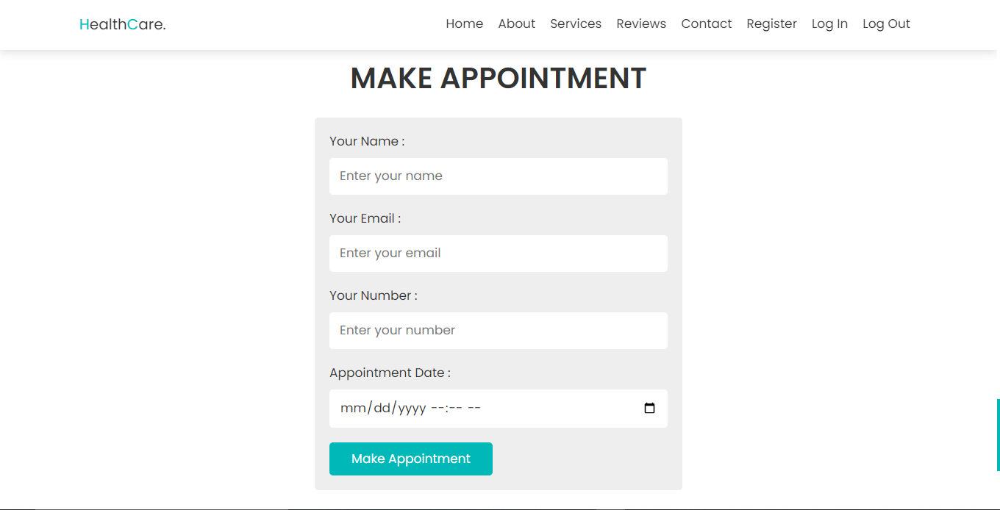 HealthCare. Home About Services Reviews Contact Register Log In Log Out
MAKE APPOINTMENT
Your Name :
Enter your name
Your Email :
Enter your email
Your Number :
Enter your number
Appointment Date :
mm/dd/yyyy --:-- --
Make Appointment